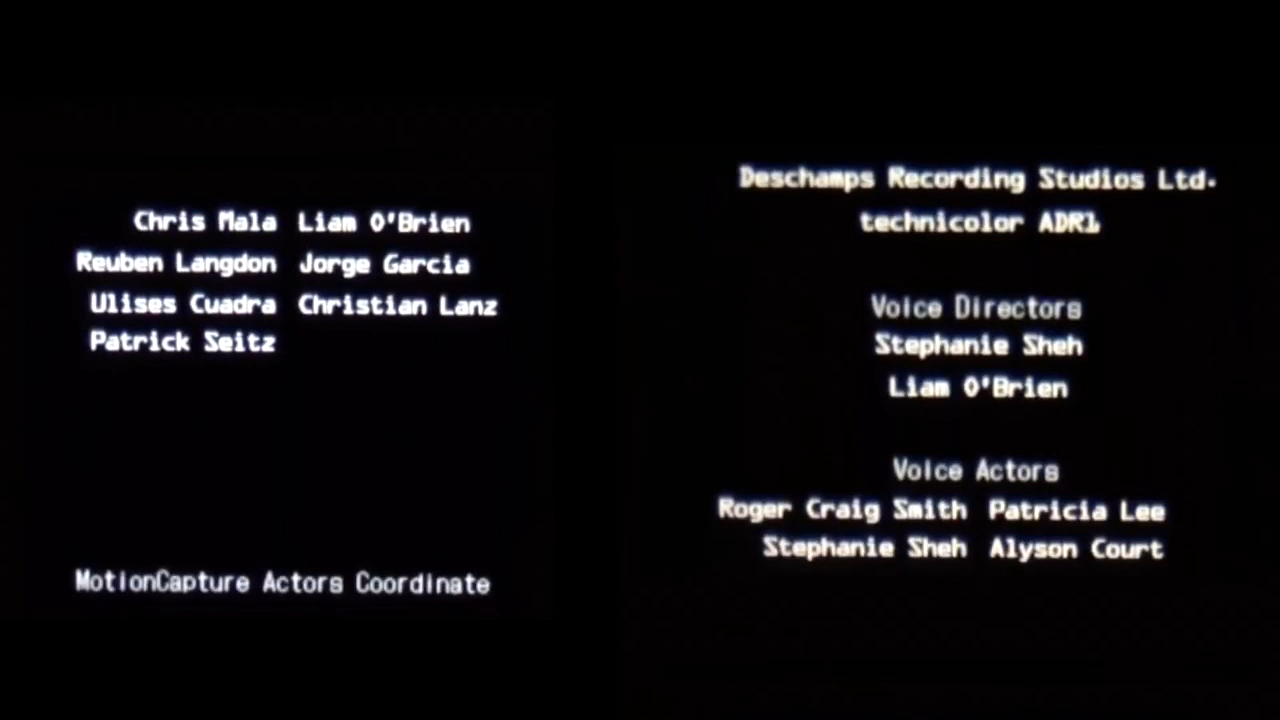 Chris Mala Liam O'Brien
Reuben Langdon Jorge Garcia
Ulises Cuadra Christian Lanz
Patrick Seitz
MotionCapture Actors Coordinate
Deschamps Recording Studios Ltd.
technicolor ADR1
Voice Directors
Stephanie Sheh
Liam O'Brien
Voice Actors
Roger Craig Smith Patricia Lee
Stephanie Sheh Alyson Court